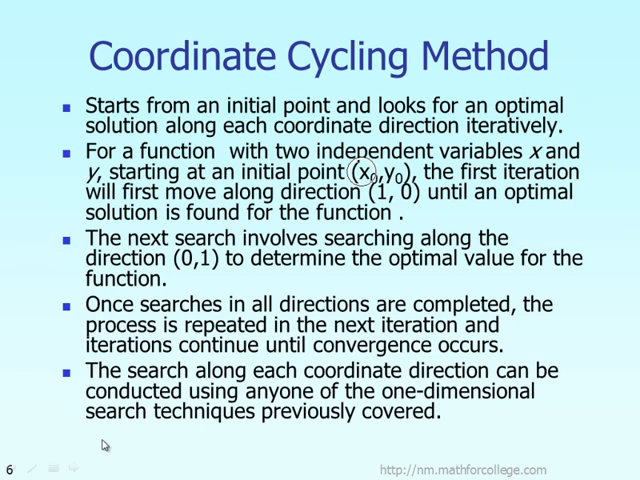 Coordinate Cycling Method
Starts from an initial point and looks for an optimal
solution along each coordinate direction iteratively.
For a function with two independent variables x and
y, starting at an initial point (x₀,y₀), the first iteration
will first move along direction (1, 0) until an optimal
solution is found for the function .
The next search involves searching along the
direction (0,1) to determine the optimal value for the
function.
Once searches in all directions are completed, the
process is repeated in the next iteration and
iterations continue until convergence occurs.
The search along each coordinate direction can be
conducted using anyone of the one-dimensional
search techniques previously covered.
6
http://nm.mathforcollege.com